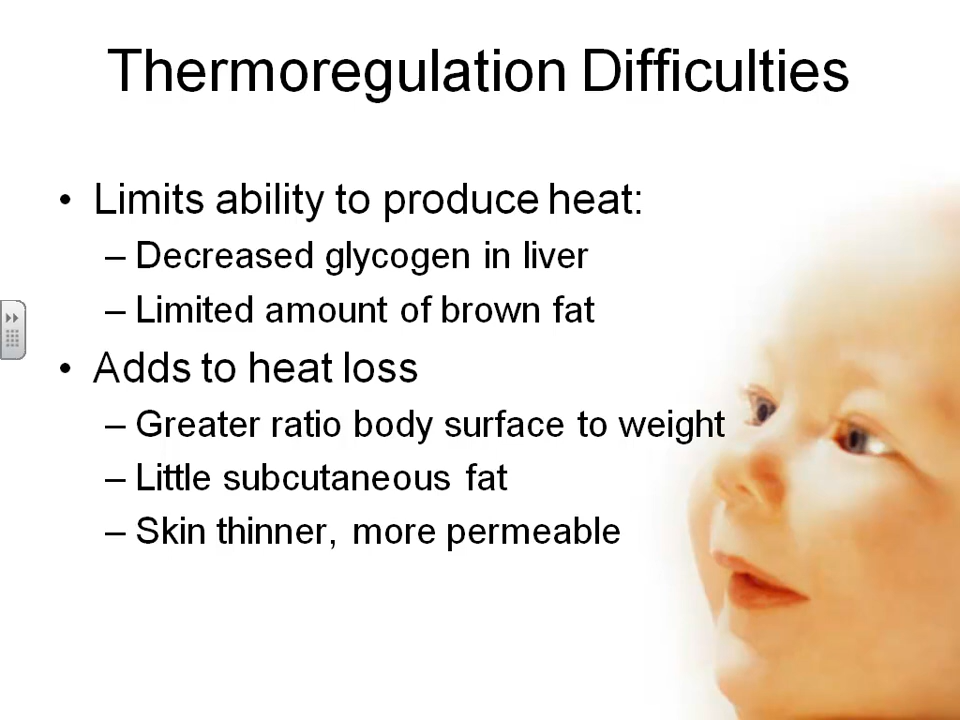 Thermoregulation Difficulties
• Limits ability to produce heat:
– Decreased glycogen in liver
– Limited amount of brown fat
• Adds to heat loss
– Greater ratio body surface to weight
– Little subcutaneous fat
– Skin thinner, more permeable